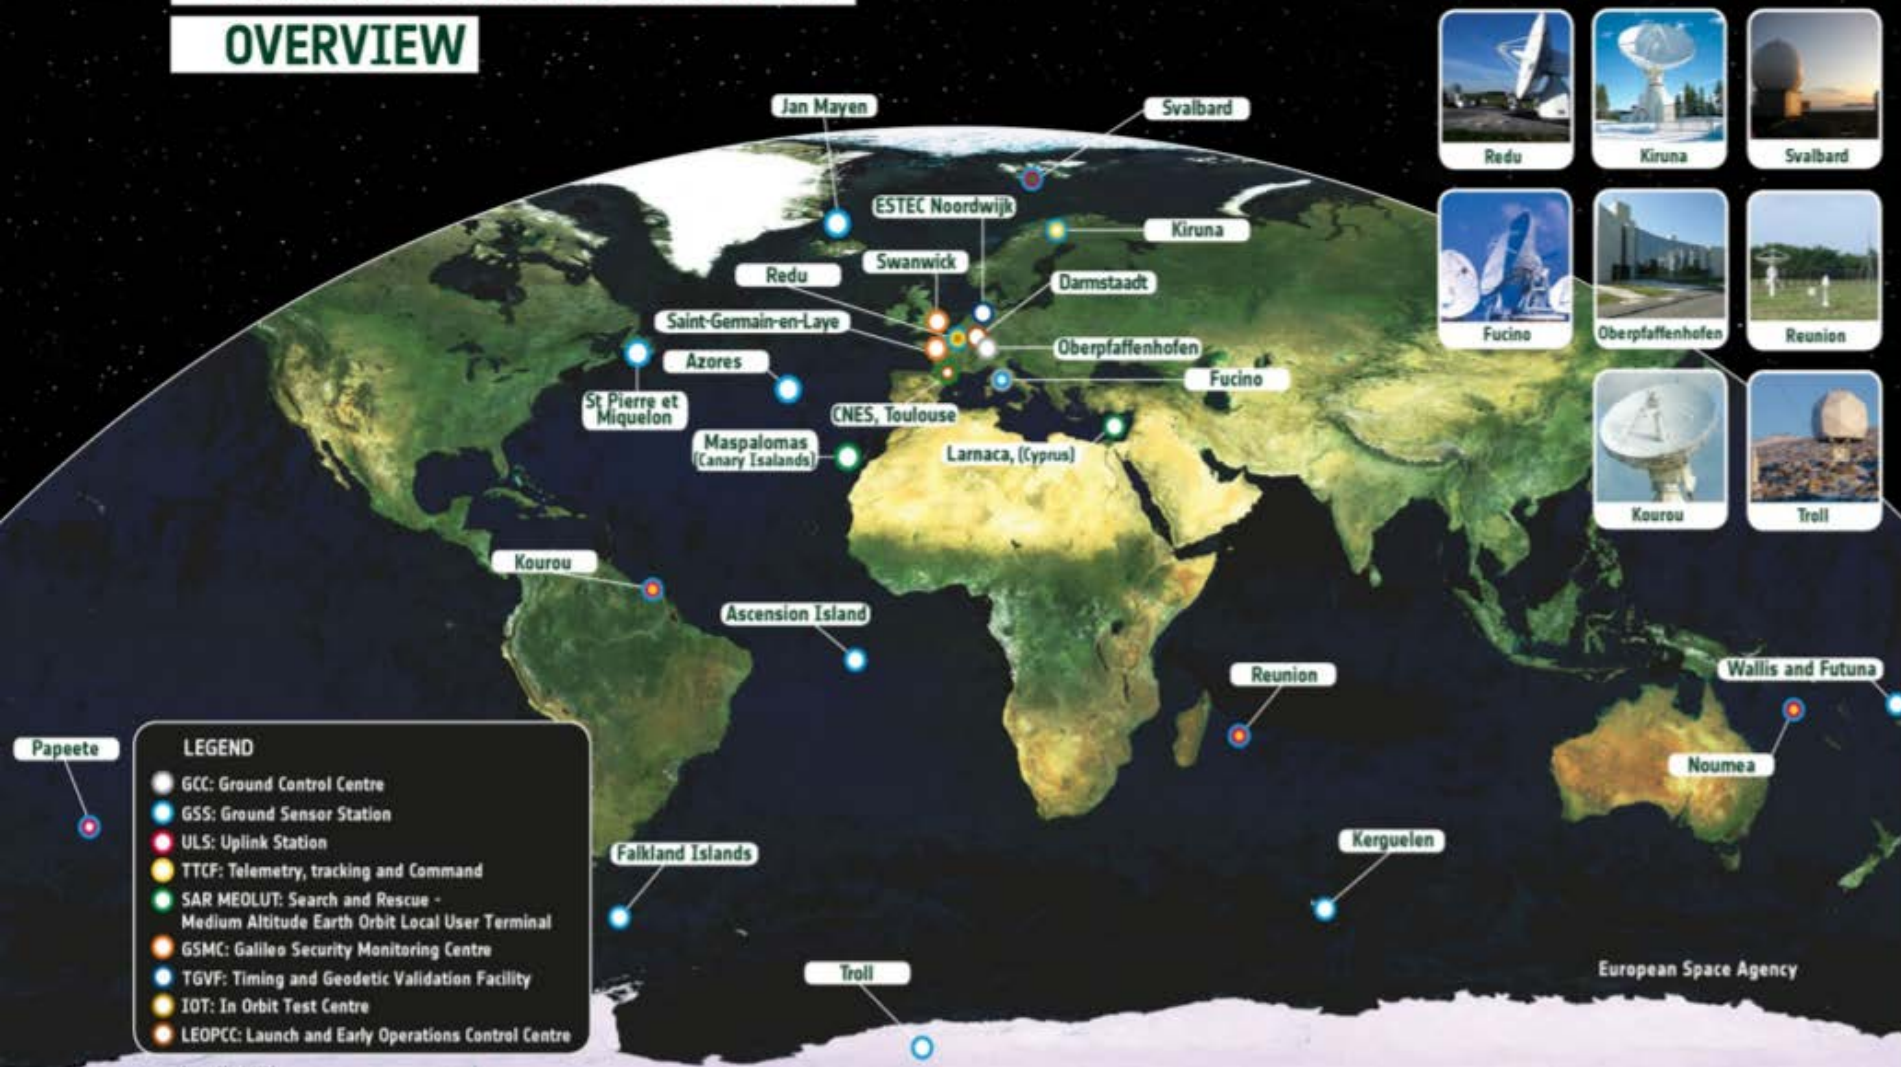 OVERVIEW
Jan Mayen
Svalbard
ESTEC Noordwijk
Kiruna
Swanwick
Redu
Darmstaadt
Saint-Germain-en-Laye
Oberpfaffenhofen
Azores
Fucino
St Pierre et
Miquelon
CNES, Toulouse
Maspalomas
(Canary Isalands)
Larnaca, (Cyprus)
Kourou
Ascension Island
Reunion
Wallis and Futuna
Noumea
Papeete
Falkland Islands
Kerguelen
Troll
Redu
Kiruna
Svalbard
Fucino
Oberpfaffenhofen
Reunion
Kourou
Troll
LEGEND
GCC: Ground Control Centre
GSS: Ground Sensor Station
ULS: Uplink Station
TTCF: Telemetry, tracking and Command
SAR MEOLUT: Search and Rescue -
Medium Altitude Earth Orbit Local User Terminal
GSMC: Galileo Security Monitoring Centre
TGVF: Timing and Geodetic Validation Facility
IOT: In Orbit Test Centre
LEOPCC: Launch and Early Operations Control Centre
European Space Agency